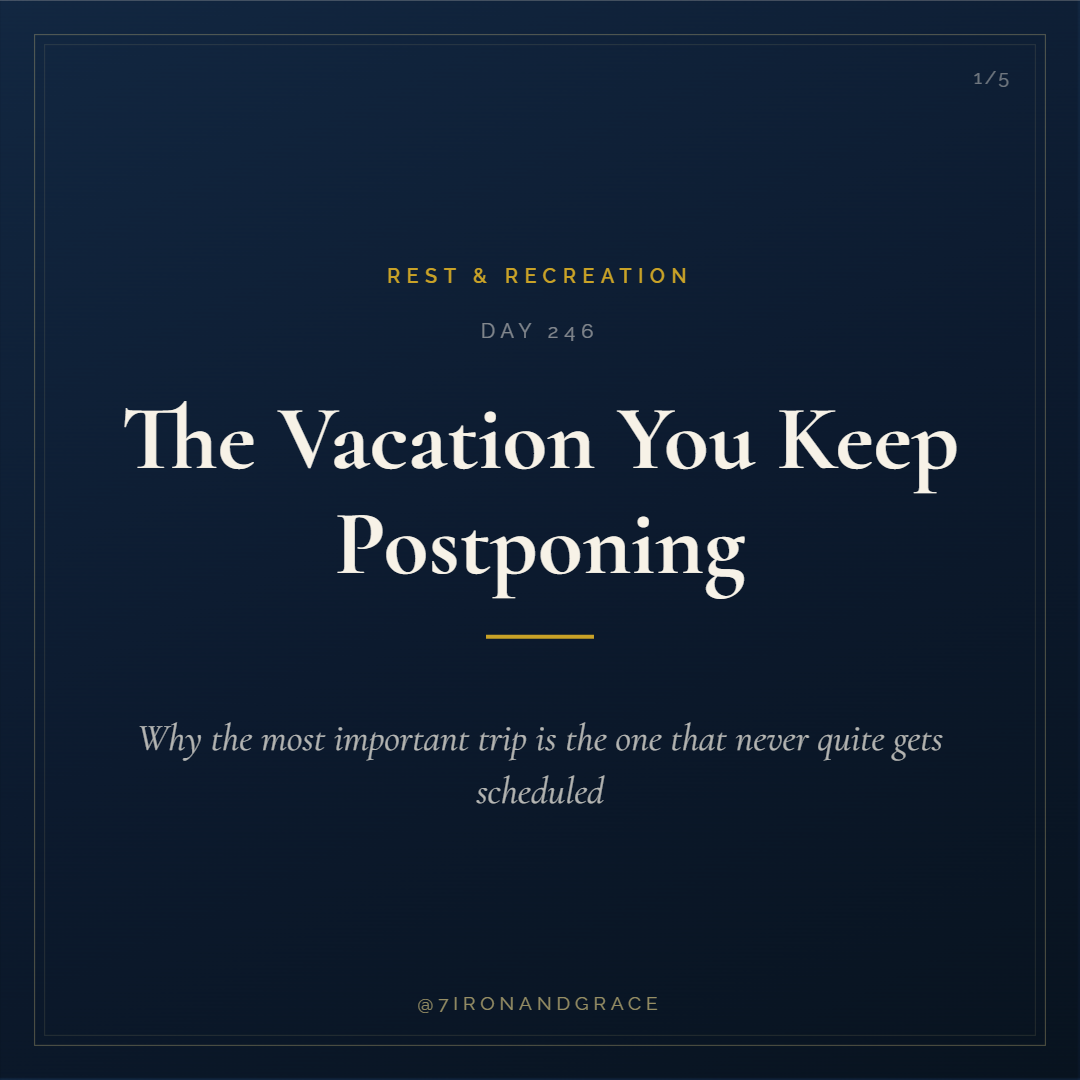 1/5
REST & RECREATION
DAY 246
The Vacation You Keep
Postponing
Why the most important trip is the one that never quite gets
scheduled
@7IRONANDGRACE